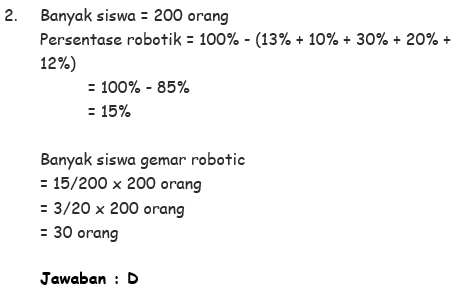 2. Banyak siswa = 200 orang
Persentase robotik = 100% - (13% + 10% + 30% + 20% +
12%)
= 100% - 85%
= 15%
Banyak siswa gemar robotic
= 15/200 x 200 orang
= 3/20 x 200 orang
= 30 orang
Jawaban : D